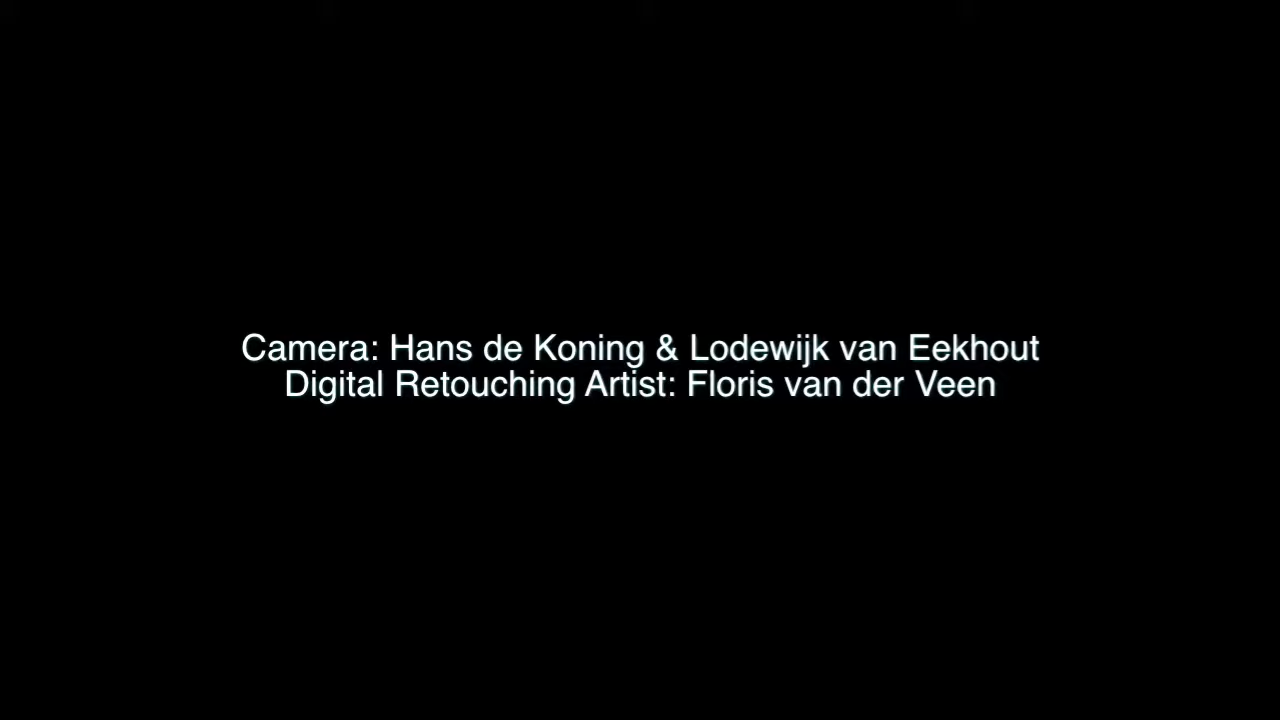 Camera: Hans de Koning & Lodewijk van Eekhout
Digital Retouching Artist: Floris van der Veen